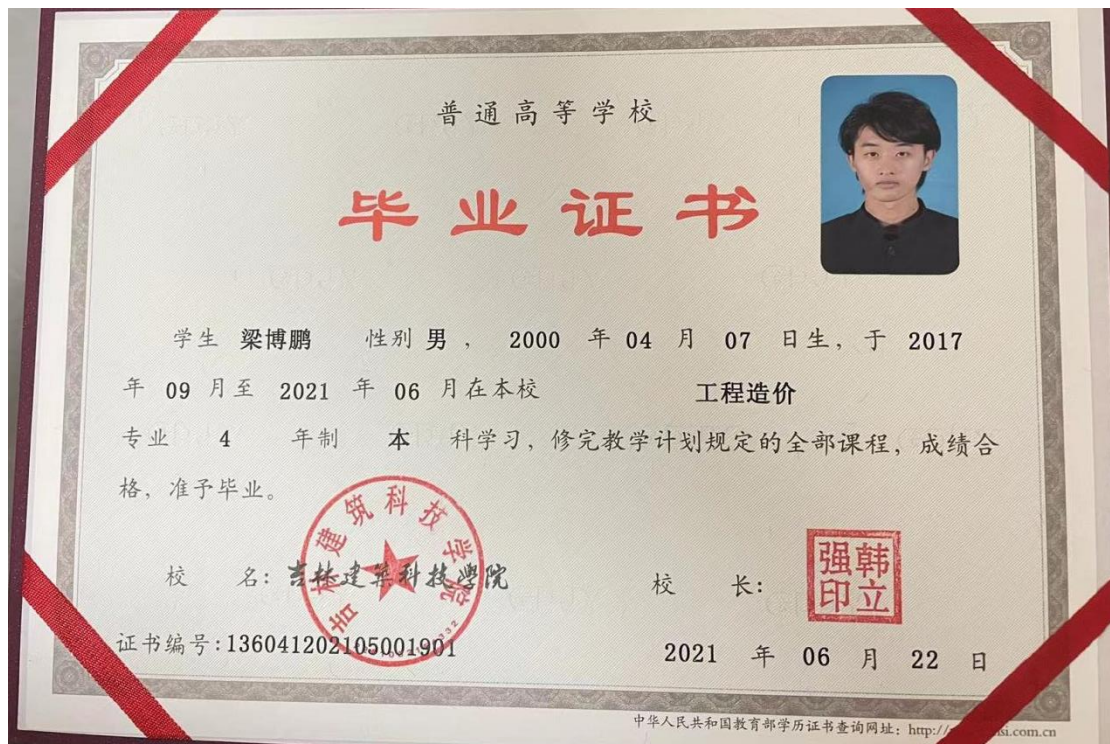 普通高等学校
毕业证书
学生 梁博鹏 性别 男 ， 2000 年 04 月 07 日生，于 2017
年 09 月至 2021 年 06 月在本校 工程造价
专业 4 年制 本 科学习，修完教学计划规定的全部课程，成绩合
格，准予毕业。
吉林建筑科技学院
校 名：吉林建築科技學院
校 长：
韩立强印
证书编号：136041202105001901
2021 年 06 月 22 日
中华人民共和国教育部学历证书查询网址：http://
si.com.cn